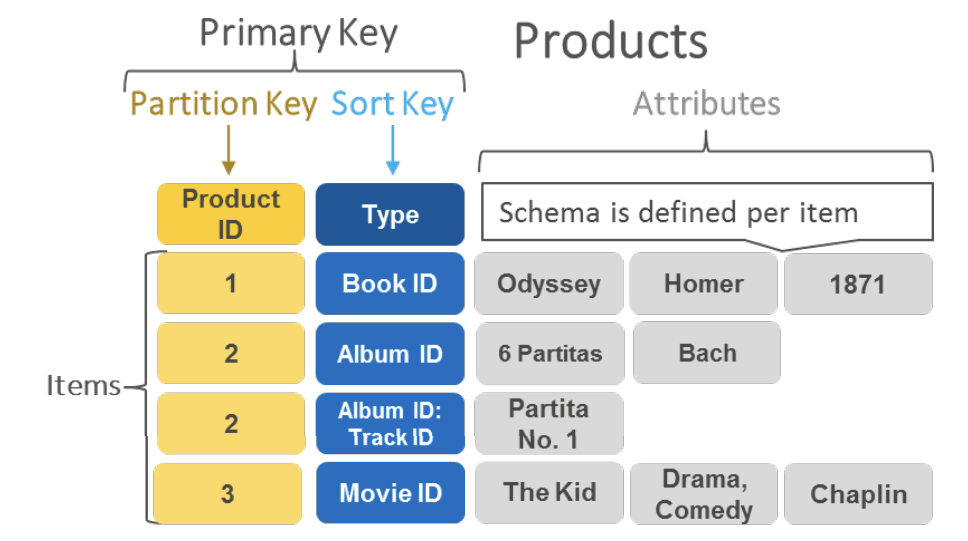 Primary Key
Products
Partition Key
Sort Key
Attributes
Product
ID
Type
Schema is defined per item
Items
1
Book ID
Odyssey
Homer
1871
2
Album ID
6 Partitas
Bach
2
Album ID:
Track ID
Partita
No. 1
3
Movie ID
The Kid
Drama,
Comedy
Chaplin